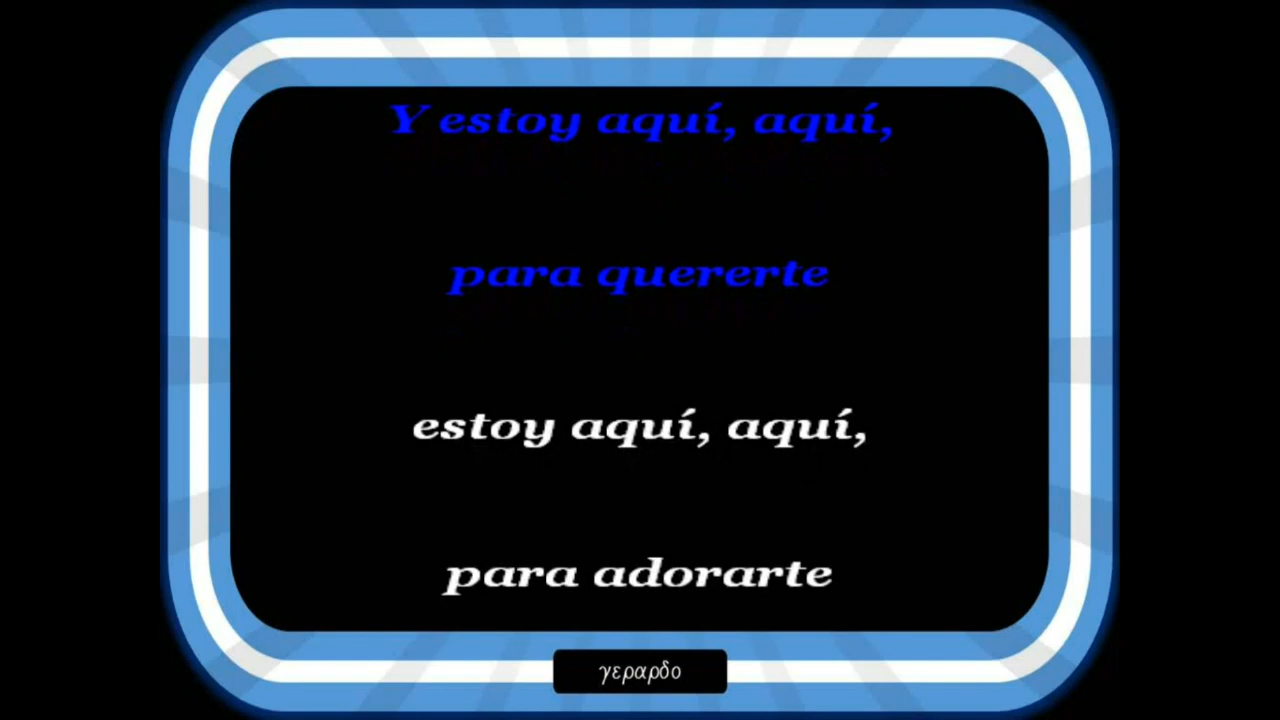 Y estoy aquí, aquí,
para quererte
estoy aquí, aquí,
para adorarte
γεραρδο